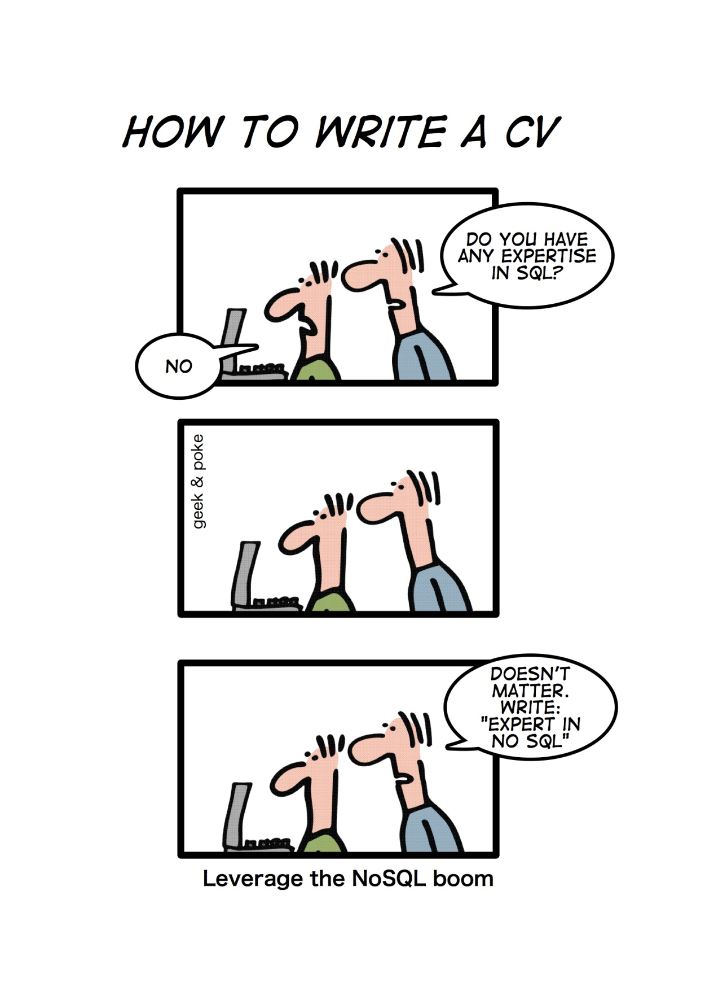 HOW TO WRITE A CV
DO YOU HAVE
ANY EXPERTISE
IN SQL?
NO
geek & poke
DOESN'T
MATTER.
WRITE:
"EXPERT IN
NO SQL"
Leverage the NoSQL boom